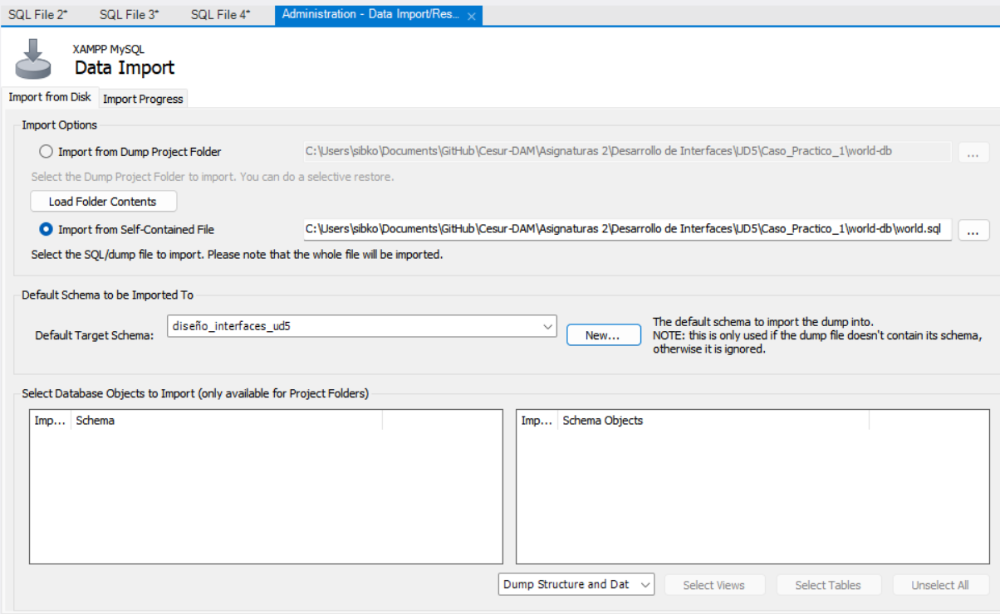 SQL File 2* SQL File 3* SQL File 4* Administration - Data Import/Res...
XAMPP MySQL
Data Import
Import from Disk Import Progress
Import Options
Import from Dump Project Folder C:\Users\sibko\Documents\GitHub\Cesur-DAM\Asignaturas 2\Desarrollo de Interfaces\UD5\Caso_Practico_1\world-db ...
Select the Dump Project Folder to import. You can do a selective restore.
Load Folder Contents
Import from Self-Contained File C:\Users\sibko\Documents\GitHub\Cesur-DAM\Asignaturas 2\Desarrollo de Interfaces\UD5\Caso_Practico_1\world-db\world.sql ...
Select the SQL/dump file to import. Please note that the whole file will be imported.
Default Schema to be Imported To
Default Target Schema: diseño_interfaces_ud5 New...
The default schema to import the dump into.
NOTE: this is only used if the dump file doesn't contain its schema,
otherwise it is ignored.
Select Database Objects to Import (only available for Project Folders)
Imp... Schema Imp... Schema Objects
Dump Structure and Dat Select Views Select Tables Unselect All